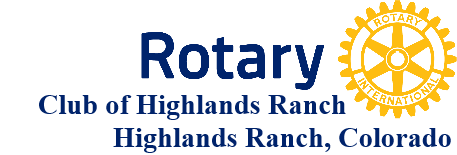 Rotary
ROTARY
INTERNATIONAL
Club of Highlands Ranch
Highlands Ranch, Colorado